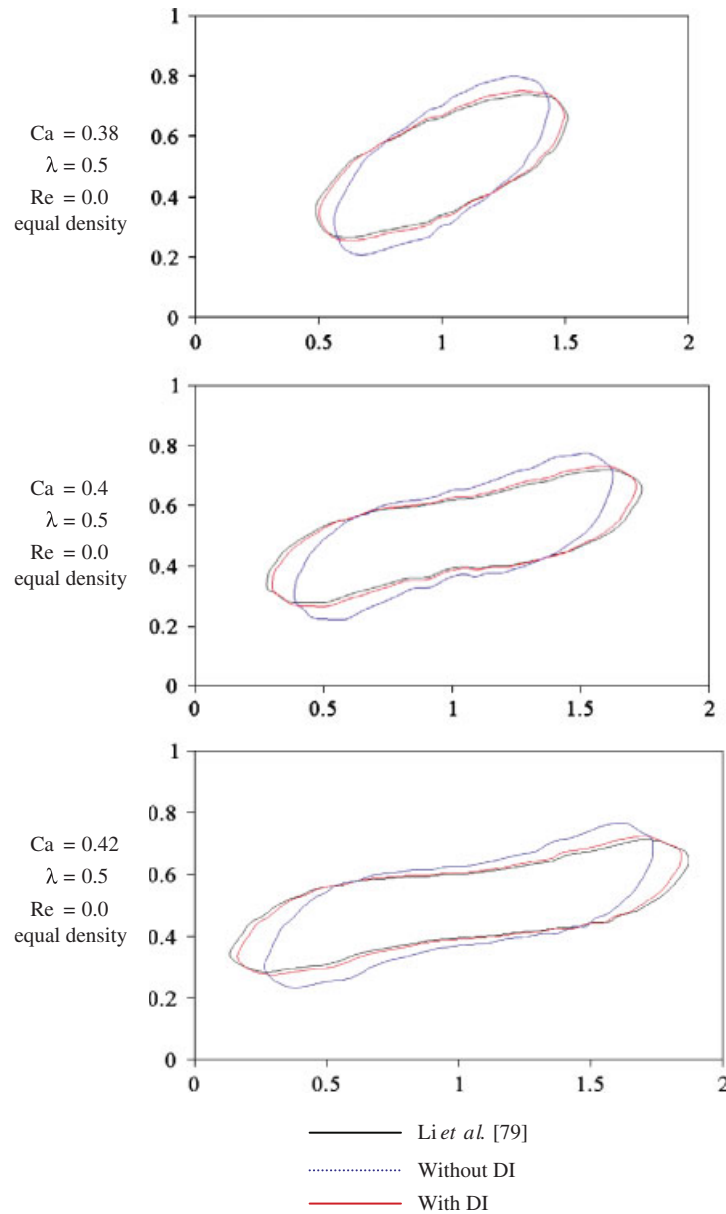 1
0.8
0.6
0.4
0.2
0
0 0.5 1 1.5 2
Ca = 0.38
λ = 0.5
Re = 0.0
equal density
1
0.8
0.6
0.4
0.2
0
0 0.5 1 1.5 2
Ca = 0.4
λ = 0.5
Re = 0.0
equal density
1
0.8
0.6
0.4
0.2
0
0 0.5 1 1.5 2
Ca = 0.42
λ = 0.5
Re = 0.0
equal density
Li et al. [79]
Without DI
With DI